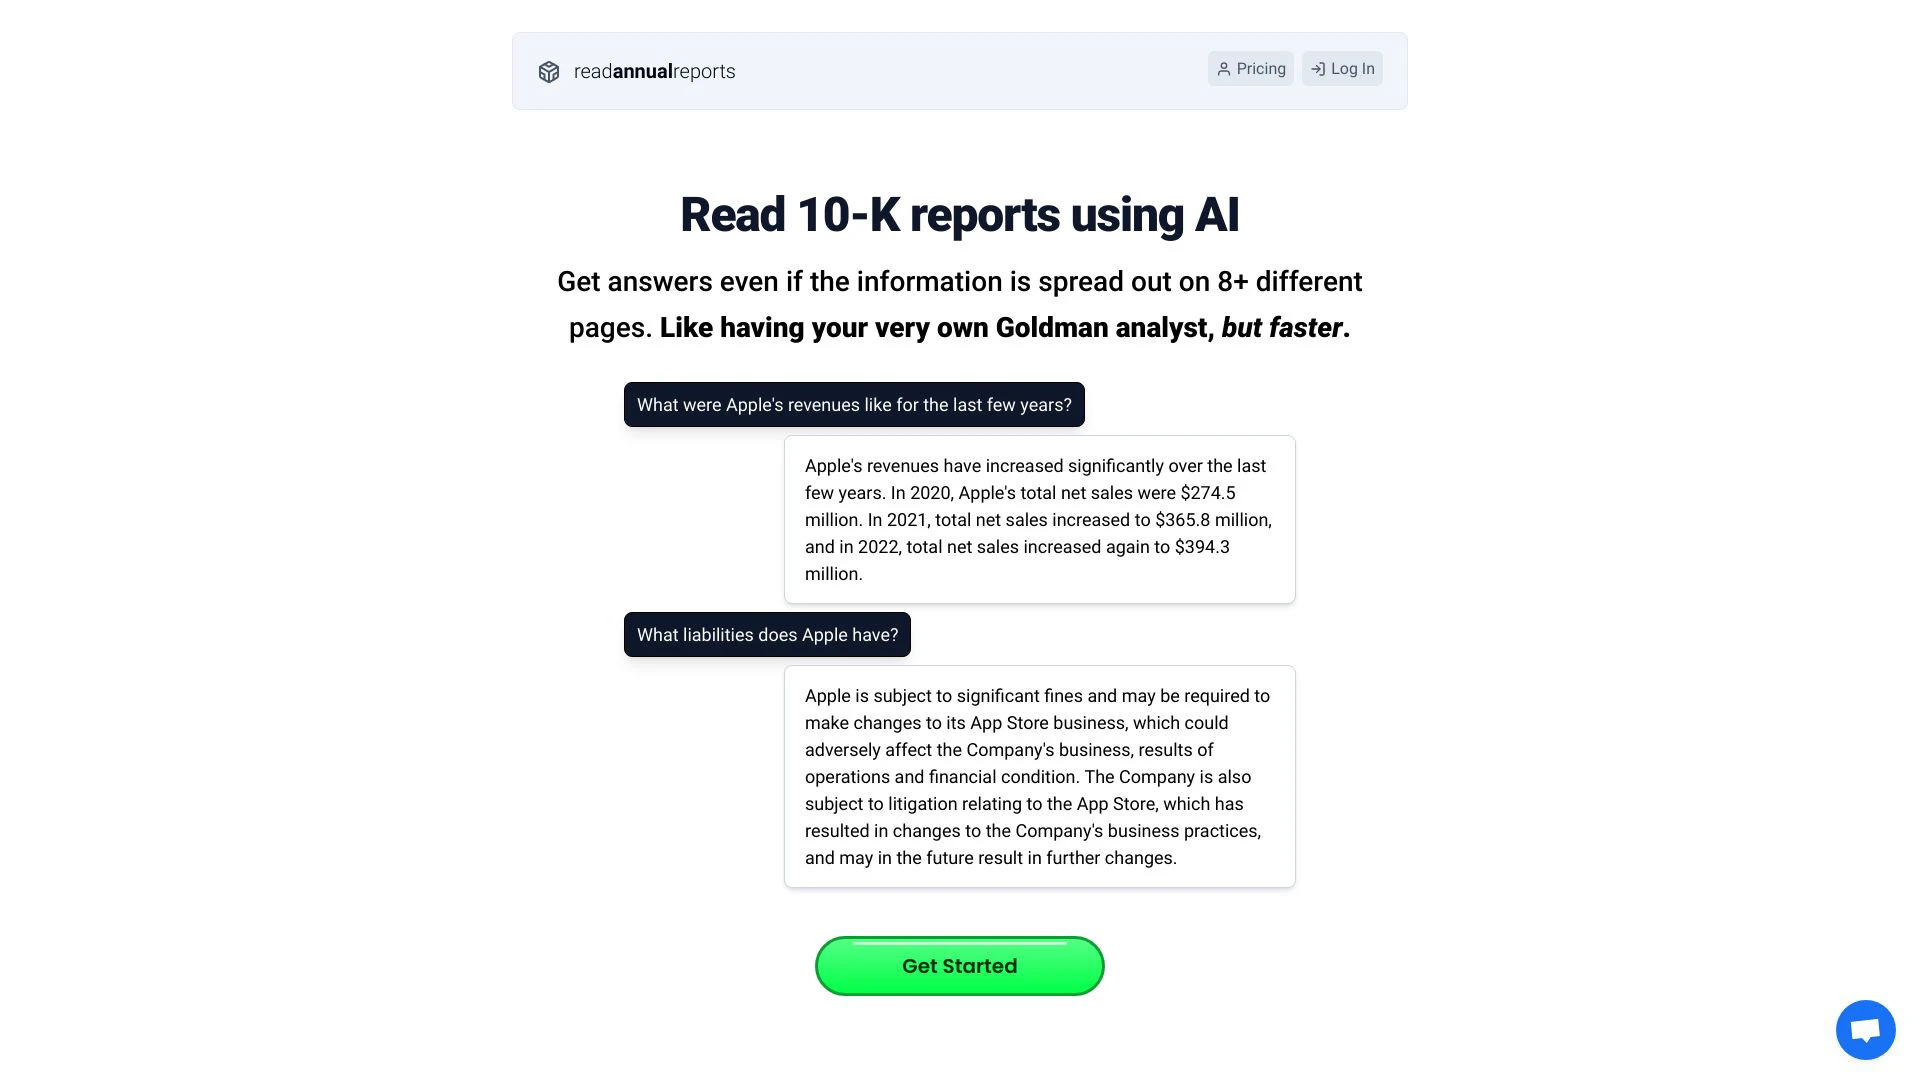 readannualreports
Pricing
Log In
Read 10-K reports using AI
Get answers even if the information is spread out on 8+ different
pages. Like having your very own Goldman analyst, but faster.
What were Apple's revenues like for the last few years?
Apple's revenues have increased significantly over the last
few years. In 2020, Apple's total net sales were $274.5
million. In 2021, total net sales increased to $365.8 million,
and in 2022, total net sales increased again to $394.3
million.
What liabilities does Apple have?
Apple is subject to significant fines and may be required to
make changes to its App Store business, which could
adversely affect the Company's business, results of
operations and financial condition. The Company is also
subject to litigation relating to the App Store, which has
resulted in changes to the Company's business practices,
and may in the future result in further changes.
Get Started